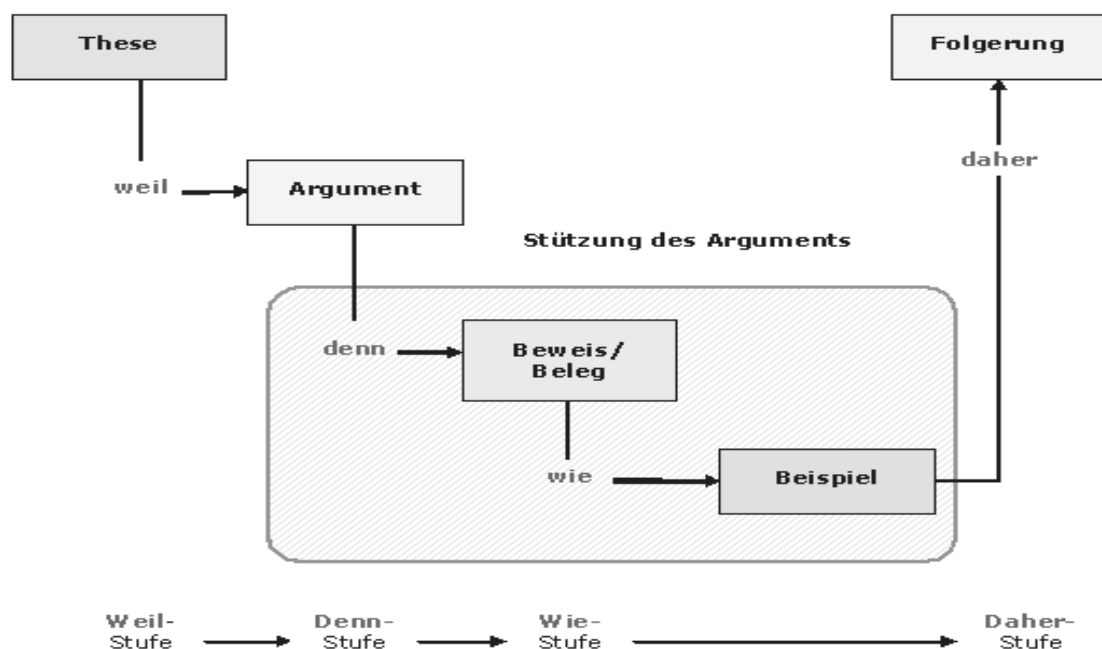 These
Folgerung
daher
weil
Argument
Stützung des Arguments
denn
Beweis/
Beleg
wie
Beispiel
Weil-
Stufe
Denn-
Stufe
Wie-
Stufe
Daher-
Stufe